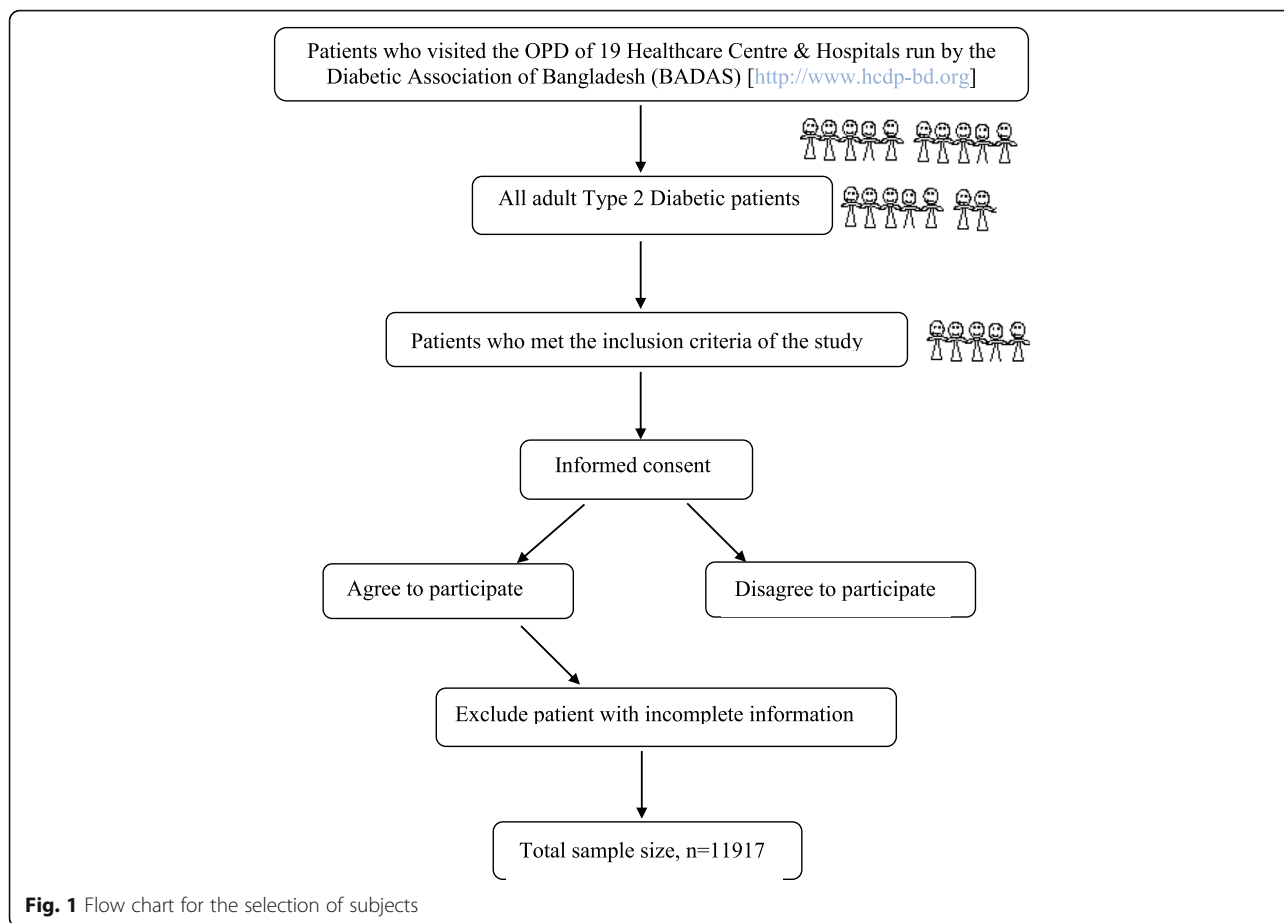 Patients who visited the OPD of 19 Healthcare Centre & Hospitals run by the
Diabetic Association of Bangladesh (BADAS) [http://www.hcdp-bd.org]
All adult Type 2 Diabetic patients
Patients who met the inclusion criteria of the study
Informed consent
Agree to participate
Disagree to participate
Exclude patient with incomplete information
Total sample size, n=11917
Fig. 1 Flow chart for the selection of subjects